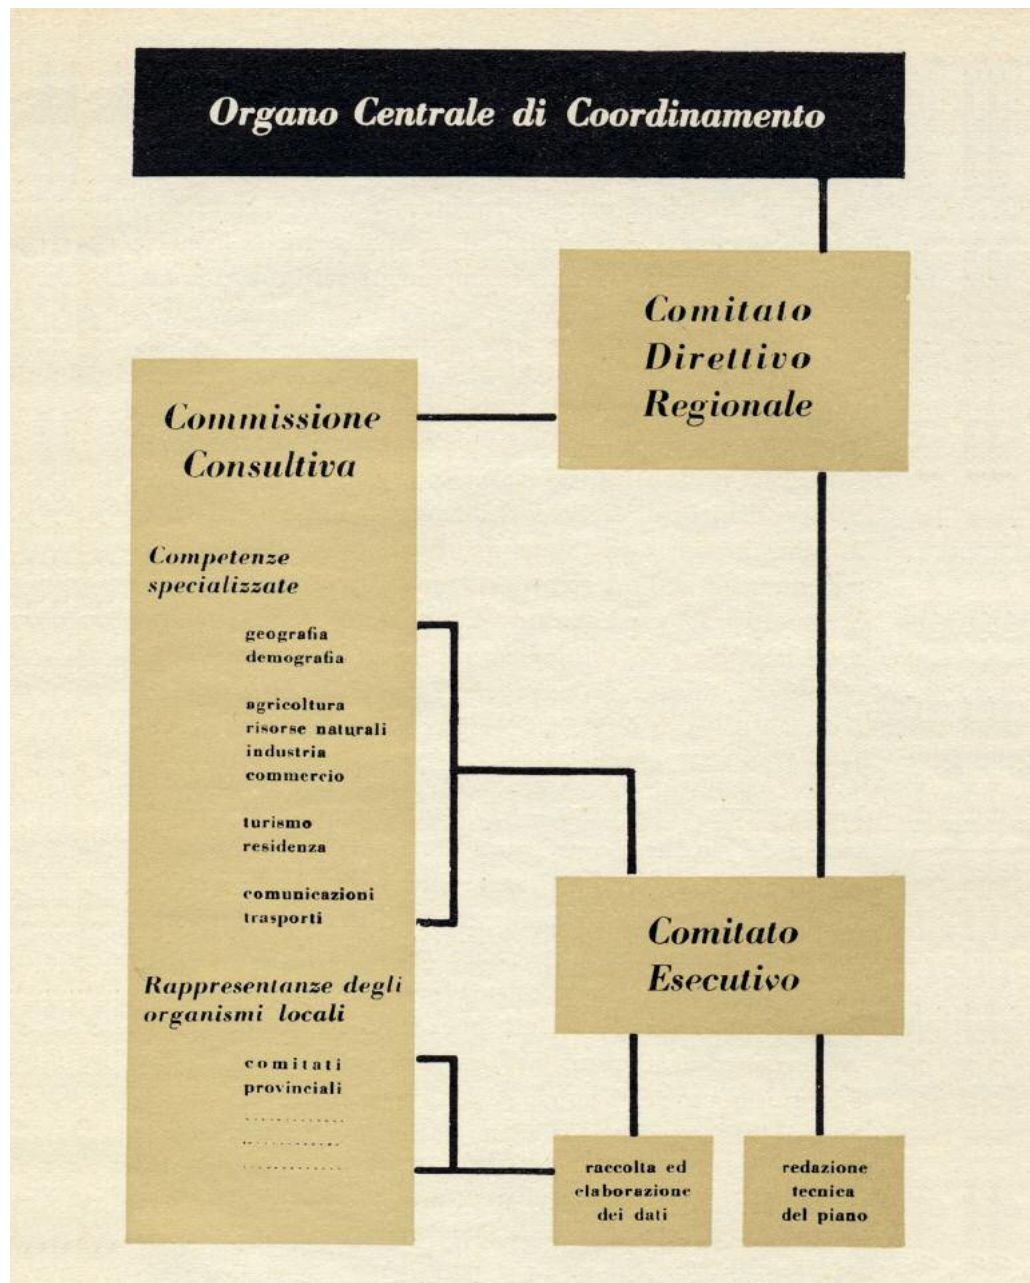 Organo Centrale di Coordinamento
Comitato
Direttivo
Regionale
Commissione
Consultiva
Competenze
specializzate
geografia
demografia
agricoltura
risorse naturali
industria
commercio
turismo
residenza
comunicazioni
trasporti
Rappresentanze degli
organismi locali
comitati
provinciali
..............
..............
..............
Comitato
Esecutivo
raccolta ed
elaborazione
dei dati
redazione
tecnica
del piano